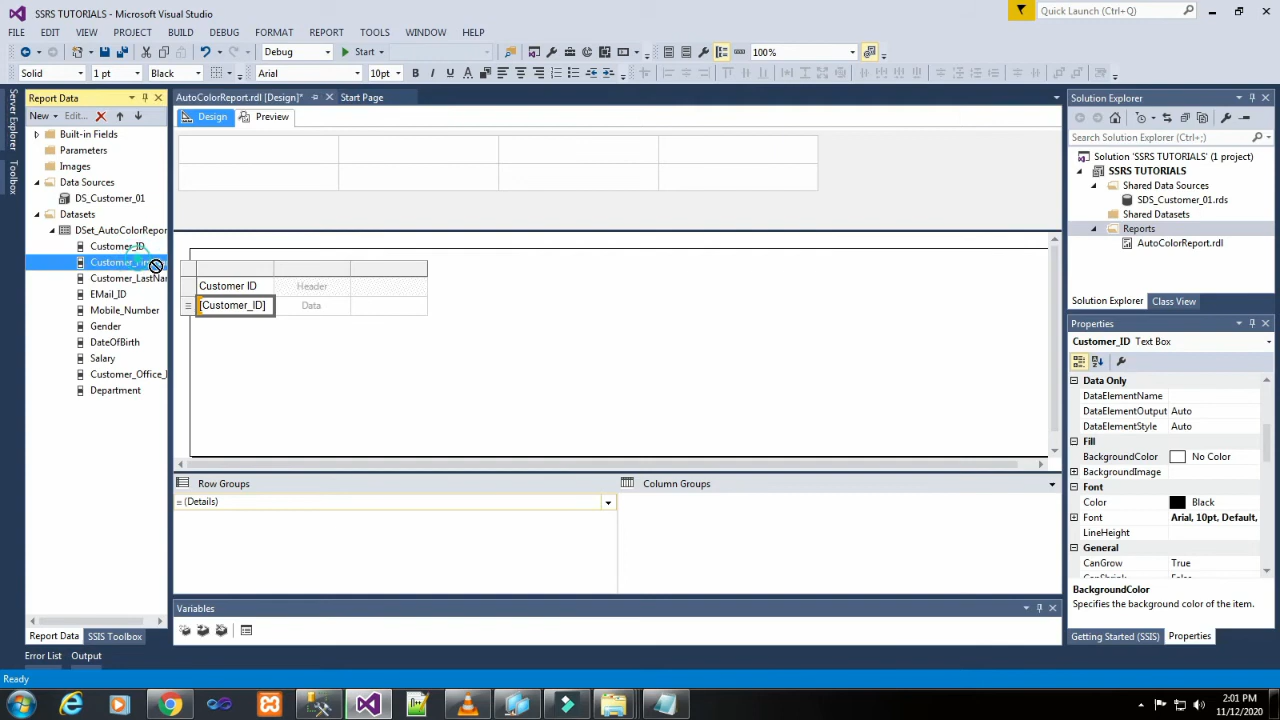 SSRS TUTORIALS - Microsoft Visual Studio
Quick Launch (Ctrl+Q)
FILE EDIT VIEW PROJECT BUILD DEBUG FORMAT REPORT TOOLS WINDOW HELP
Debug Start 100%
Solid 1 pt Black Arial 10pt B I U A
Report Data
AutoColorReport.rdl [Design]* Start Page
Solution Explorer
New Edit...
Design Preview
Search Solution Explorer (Ctrl+;)
Server Explorer
Toolbox
Built-in Fields
Parameters
Images
Data Sources
DS_Customer_01
Datasets
DSet_AutoColorRepor
Customer_ID
Customer_
Customer_LastNa
EMail_ID
Mobile_Number
Gender
DateOfBirth
Salary
Customer_Office_
Department
Customer ID Header
[Customer_ID] Data
Solution 'SSRS TUTORIALS' (1 project)
SSRS TUTORIALS
Shared Data Sources
SDS_Customer_01.rds
Shared Datasets
Reports
AutoColorReport.rdl
Solution Explorer Class View
Properties
Customer_ID Text Box
Data Only
DataElementName
DataElementOutput Auto
DataElementStyle Auto
Fill
BackgroundColor No Color
BackgroundImage
Font
Color Black
Font Arial, 10pt, Default,
LineHeight
General
CanGrow True
CanShrink False
BackgroundColor
Specifies the background color of the item.
Row Groups Column Groups
(Details)
Variables
Report Data SSIS Toolbox
Getting Started (SSIS) Properties
Error List Output
Ready
2:01 PM
11/12/2020